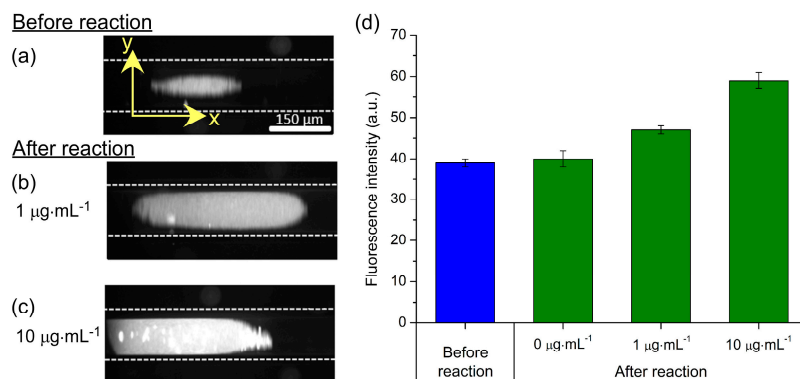 Before reaction
(a)
y
x
150 µm
After reaction
(b)
1 µg·mL⁻¹
(c)
10 µg·mL⁻¹
(d)
Fluorescence intensity (a.u.)
70
60
50
40
30
20
10
0
Before
reaction
0 µg·mL⁻¹
1 µg·mL⁻¹
10 µg·mL⁻¹
After reaction